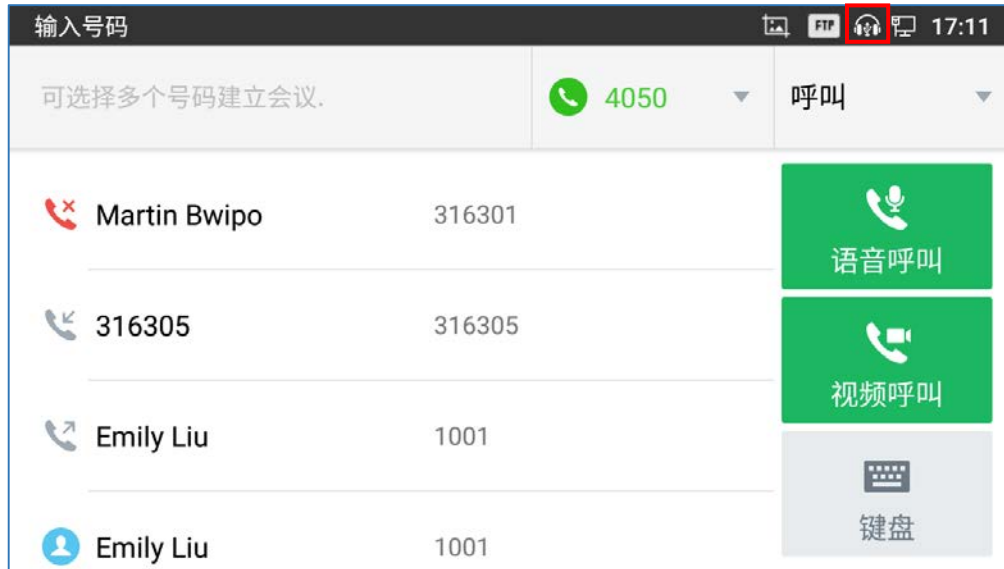 输入号码
FTP
17:11
可选择多个号码建立会议.
4050
呼叫
Martin Bwipo 316301
语音呼叫
316305 316305
视频呼叫
Emily Liu 1001
键盘
Emily Liu 1001